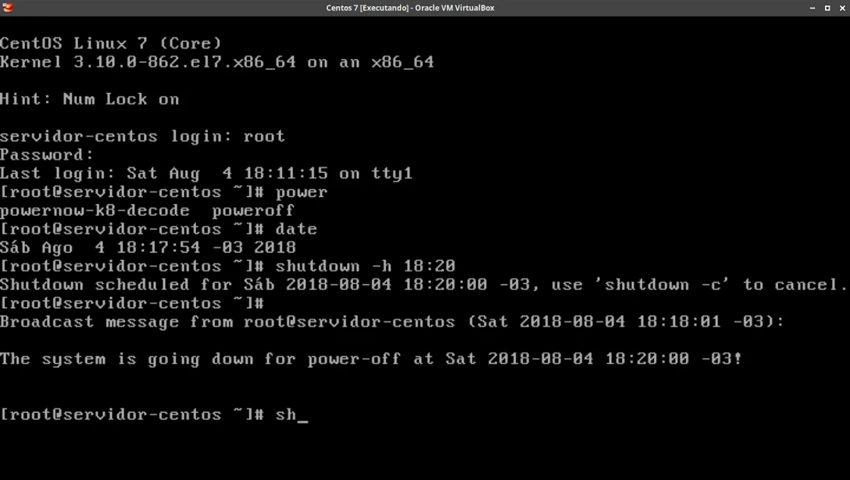 Centos 7 [Executando] - Oracle VM VirtualBox
CentOS Linux 7 (Core)
Kernel 3.10.0-862.el7.x86_64 on an x86_64
Hint: Num Lock on
servidor-centos login: root
Password:
Last login: Sat Aug  4 18:11:15 on tty1
[root@servidor-centos ~]# power
powernow-k8-decode  poweroff
[root@servidor-centos ~]# date
Sáb Ago  4 18:17:54 -03 2018
[root@servidor-centos ~]# shutdown -h 18:20
Shutdown scheduled for Sáb 2018-08-04 18:20:00 -03, use 'shutdown -c' to cancel.
[root@servidor-centos ~]#
Broadcast message from root@servidor-centos (Sat 2018-08-04 18:18:01 -03):
The system is going down for power-off at Sat 2018-08-04 18:20:00 -03!
[root@servidor-centos ~]# sh_